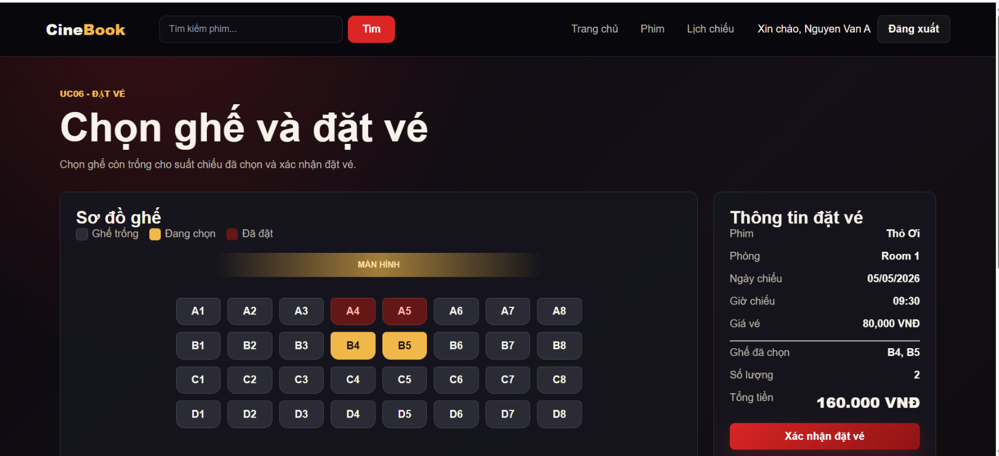 CineBook
Tìm kiếm phim...
Tìm
Trang chủ
Phim
Lịch chiếu
Xin chào, Nguyen Van A
Đăng xuất
UC06 - ĐẶT VÉ
Chọn ghế và đặt vé
Chọn ghế còn trống cho suất chiếu đã chọn và xác nhận đặt vé.
Sơ đồ ghế
Ghế trống Đang chọn Đã đặt
MÀN HÌNH
A1 A2 A3 A4 A5 A6 A7 A8
B1 B2 B3 B4 B5 B6 B7 B8
C1 C2 C3 C4 C5 C6 C7 C8
D1 D2 D3 D4 D5 D6 D7 D8
Thông tin đặt vé
Phim Thỏ Ơi
Phòng Room 1
Ngày chiếu 05/05/2026
Giờ chiếu 09:30
Giá vé 80,000 VNĐ
Ghế đã chọn B4, B5
Số lượng 2
Tổng tiền 160.000 VNĐ
Xác nhận đặt vé